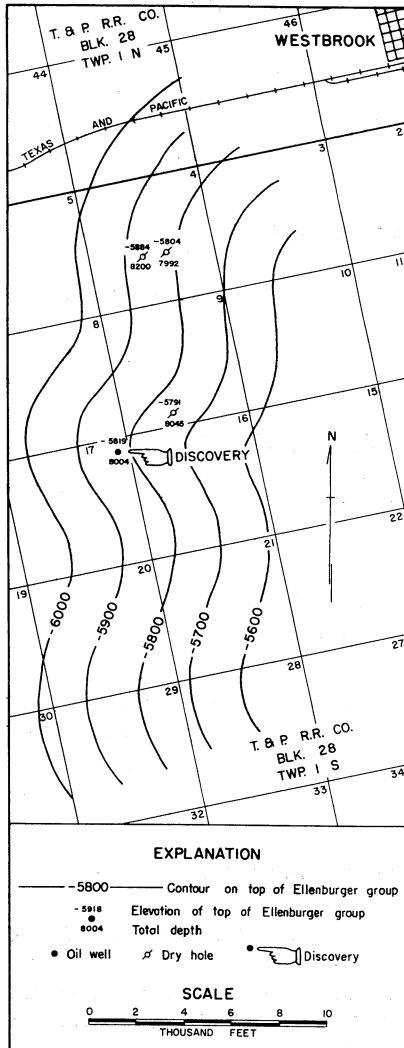 T. & P. R.R. CO.
BLK. 28
TWP. 1 N
44
45
46
WESTBROOK
TEXAS AND PACIFIC
5
4
3
2
-5884
8200
-5804
7992
8
9
10
11
-5791
8045
17
16
15
-5819
8004
DISCOVERY
N
19
20
21
22
-6000
-5900
-5800
-5700
-5600
30
29
28
27
T. & P. R.R. CO.
BLK. 28
TWP. 1 S
32
33
34
EXPLANATION
-5800 Contour on top of Ellenburger group
-5918 Elevation of top of Ellenburger group
8004 Total depth
Oil well Dry hole Discovery
SCALE
0 2 4 6 8 10
THOUSAND FEET